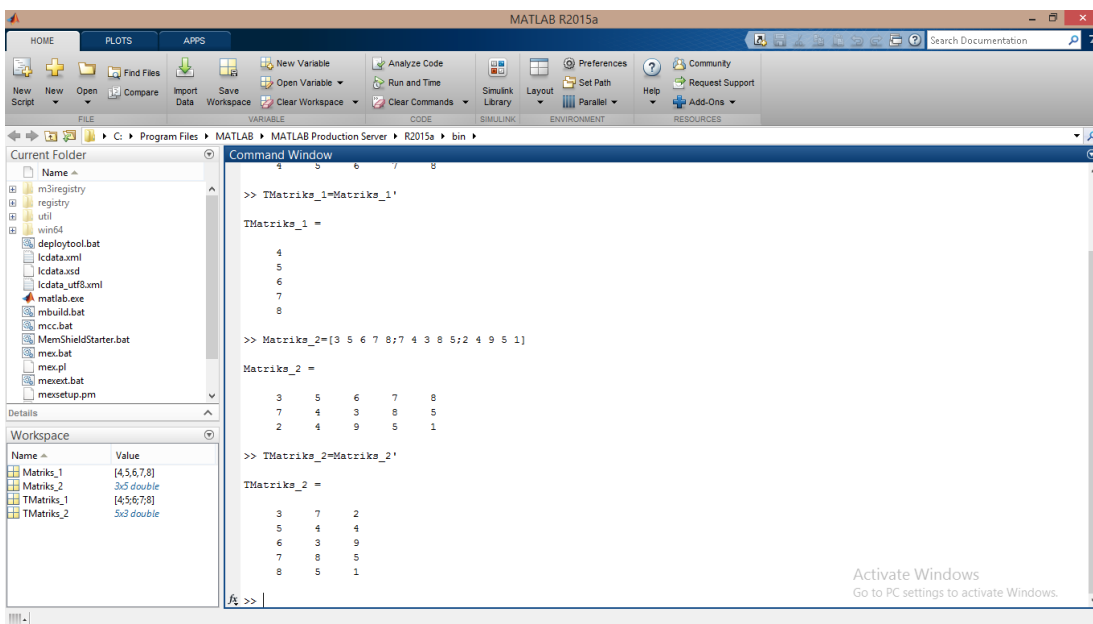 MATLAB R2015a
HOME PLOTS APPS
Search Documentation
New Script
New
Open
Find Files
Compare
FILE
Import Data
Save Workspace
New Variable
Open Variable
Clear Workspace
VARIABLE
Analyze Code
Run and Time
Clear Commands
CODE
Simulink Library
SIMULINK
Layout
Preferences
Set Path
Parallel
ENVIRONMENT
Help
Community
Request Support
Add-Ons
RESOURCES
C: Program Files MATLAB MATLAB Production Server R2015a bin
Current Folder
Name
m3iregistry
registry
util
win64
deploytool.bat
lcdata.xml
lcdata.xsd
lcdata_utf8.xml
matlab.exe
mbuild.bat
mcc.bat
MemShieldStarter.bat
mex.bat
mex.pl
mexext.bat
mexsetup.pm
Details
Workspace
Name Value
Matriks_1 [4,5,6,7,8]
Matriks_2 3x5 double
TMatriks_1 [4;5;6;7;8]
TMatriks_2 5x3 double
Command Window
4 5 6 7 8
>> TMatriks_1=Matriks_1'
TMatriks_1 =
4
5
6
7
8
>> Matriks_2=[3 5 6 7 8;7 4 3 8 5;2 4 9 5 1]
Matriks_2 =
3 5 6 7 8
7 4 3 8 5
2 4 9 5 1
>> TMatriks_2=Matriks_2'
TMatriks_2 =
3 7 2
5 4 4
6 3 9
7 8 5
8 5 1
fx >>
Activate Windows
Go to PC settings to activate Windows.